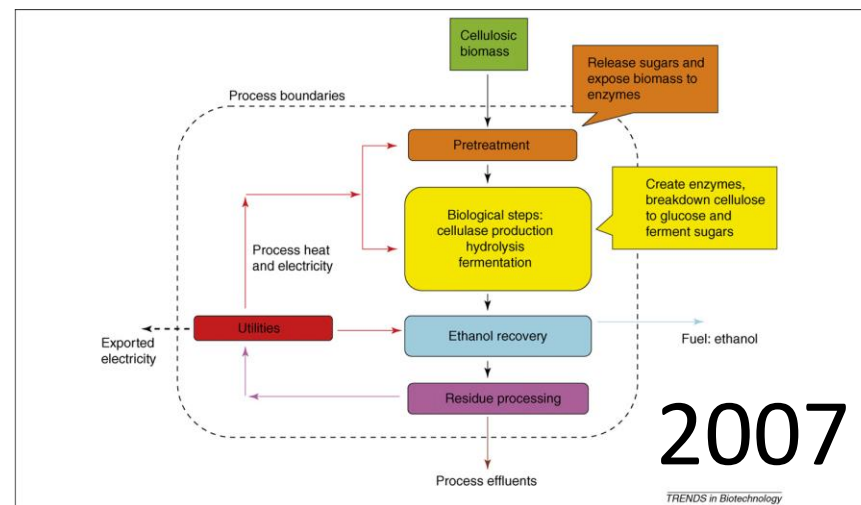 Cellulosic
biomass
Release sugars and
expose biomass to
enzymes
Process boundaries
Pretreatment
Create enzymes,
breakdown cellulose
to glucose and
ferment sugars
Biological steps:
cellulase production
hydrolysis
fermentation
Process heat
and electricity
Utilities
Ethanol recovery
Exported
electricity
Fuel: ethanol
Residue processing
2007
Process effluents
TRENDS in Biotechnology